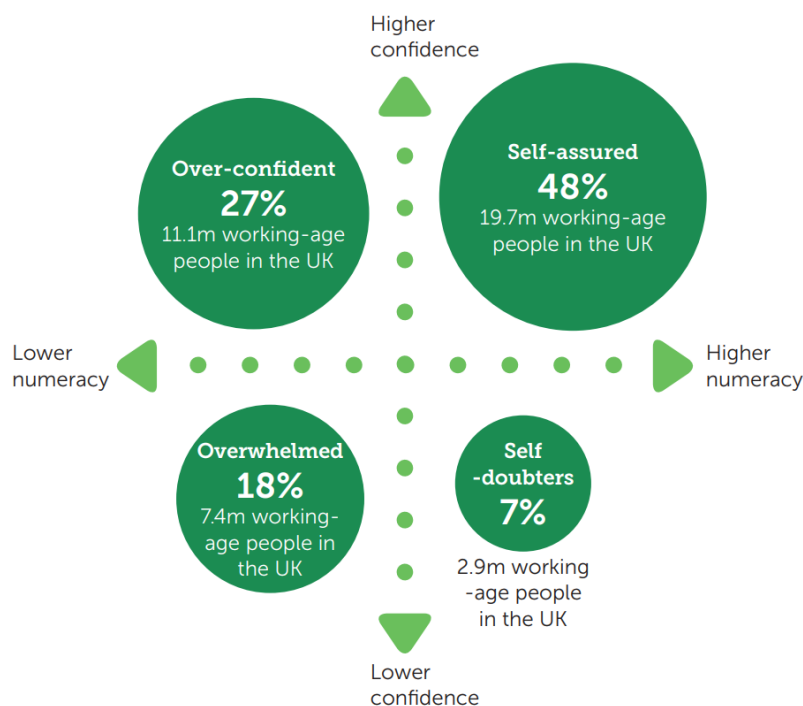 Higher
confidence
Over-confident
27%
11.1m working-age
people in the UK
Self-assured
48%
19.7m working-age
people in the UK
Lower
numeracy
Higher
numeracy
Overwhelmed
18%
7.4m working-
age people in
the UK
Self
-doubters
7%
2.9m working
-age people
in the UK
Lower
confidence